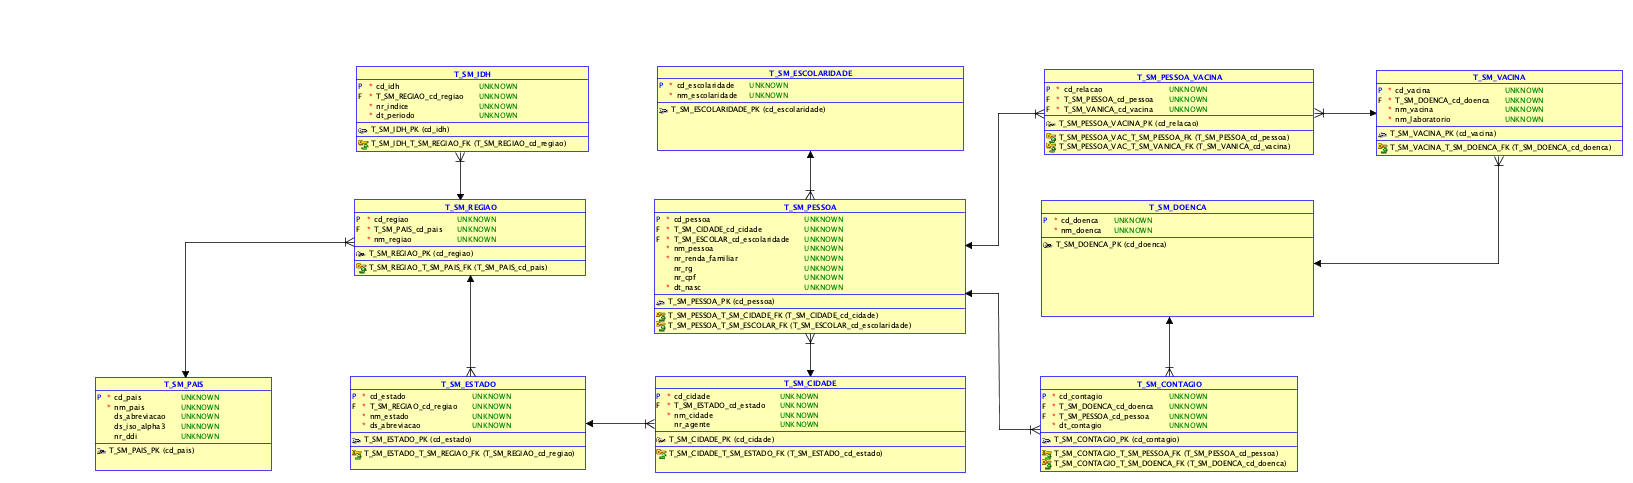 T_SM_IDH
P * cd_idh UNKNOWN
F * T_SM_REGIAO_cd_regiao UNKNOWN
* nr_indice UNKNOWN
* dt_periodo UNKNOWN
T_SM_IDH_PK (cd_idh)
T_SM_IDH_T_SM_REGIAO_FK (T_SM_REGIAO_cd_regiao)
T_SM_ESCOLARIDADE
P * cd_escolaridade UNKNOWN
* nm_escolaridade UNKNOWN
T_SM_ESCOLARIDADE_PK (cd_escolaridade)
T_SM_PESSOA_VACINA
P * cd_relacao UNKNOWN
F * T_SM_PESSOA_cd_pessoa UNKNOWN
F * T_SM_VANICA_cd_vacina UNKNOWN
T_SM_PESSOA_VACINA_PK (cd_relacao)
T_SM_PESSOA_VAC_T_SM_PESSOA_FK (T_SM_PESSOA_cd_pessoa)
T_SM_PESSOA_VAC_T_SM_VANICA_FK (T_SM_VANICA_cd_vacina)
T_SM_VACINA
P * cd_vacina UNKNOWN
F * T_SM_DOENCA_cd_doenca UNKNOWN
* nm_vacina UNKNOWN
* nm_laboratorio UNKNOWN
T_SM_VACINA_PK (cd_vacina)
T_SM_VACINA_T_SM_DOENCA_FK (T_SM_DOENCA_cd_doenca)
T_SM_REGIAO
P * cd_regiao UNKNOWN
F * T_SM_PAIS_cd_pais UNKNOWN
* nm_regiao UNKNOWN
T_SM_REGIAO_PK (cd_regiao)
T_SM_REGIAO_T_SM_PAIS_FK (T_SM_PAIS_cd_pais)
T_SM_PESSOA
P * cd_pessoa UNKNOWN
F * T_SM_CIDADE_cd_cidade UNKNOWN
F * T_SM_ESCOLAR_cd_escolaridade UNKNOWN
* nm_pessoa UNKNOWN
* nr_renda_familiar UNKNOWN
nr_rg UNKNOWN
nr_cpf UNKNOWN
* dt_nasc UNKNOWN
T_SM_PESSOA_PK (cd_pessoa)
T_SM_PESSOA_T_SM_CIDADE_FK (T_SM_CIDADE_cd_cidade)
T_SM_PESSOA_T_SM_ESCOLAR_FK (T_SM_ESCOLAR_cd_escolaridade)
T_SM_DOENCA
P * cd_doenca UNKNOWN
* nm_doenca UNKNOWN
T_SM_DOENCA_PK (cd_doenca)
T_SM_PAIS
P * cd_pais UNKNOWN
* nm_pais UNKNOWN
ds_abreviacao UNKNOWN
ds_iso_alpha3 UNKNOWN
nr_ddi UNKNOWN
T_SM_PAIS_PK (cd_pais)
T_SM_ESTADO
P * cd_estado UNKNOWN
F * T_SM_REGIAO_cd_regiao UNKNOWN
* nm_estado UNKNOWN
* ds_abreviacao UNKNOWN
T_SM_ESTADO_PK (cd_estado)
T_SM_ESTADO_T_SM_REGIAO_FK (T_SM_REGIAO_cd_regiao)
T_SM_CIDADE
P * cd_cidade UNKNOWN
F * T_SM_ESTADO_cd_estado UNKNOWN
* nm_cidade UNKNOWN
nr_agente UNKNOWN
T_SM_CIDADE_PK (cd_cidade)
T_SM_CIDADE_T_SM_ESTADO_FK (T_SM_ESTADO_cd_estado)
T_SM_CONTAGIO
P * cd_contagio UNKNOWN
F * T_SM_DOENCA_cd_doenca UNKNOWN
F * T_SM_PESSOA_cd_pessoa UNKNOWN
* dt_contagio UNKNOWN
T_SM_CONTAGIO_PK (cd_contagio)
T_SM_CONTAGIO_T_SM_PESSOA_FK (T_SM_PESSOA_cd_pessoa)
T_SM_CONTAGIO_T_SM_DOENCA_FK (T_SM_DOENCA_cd_doenca)